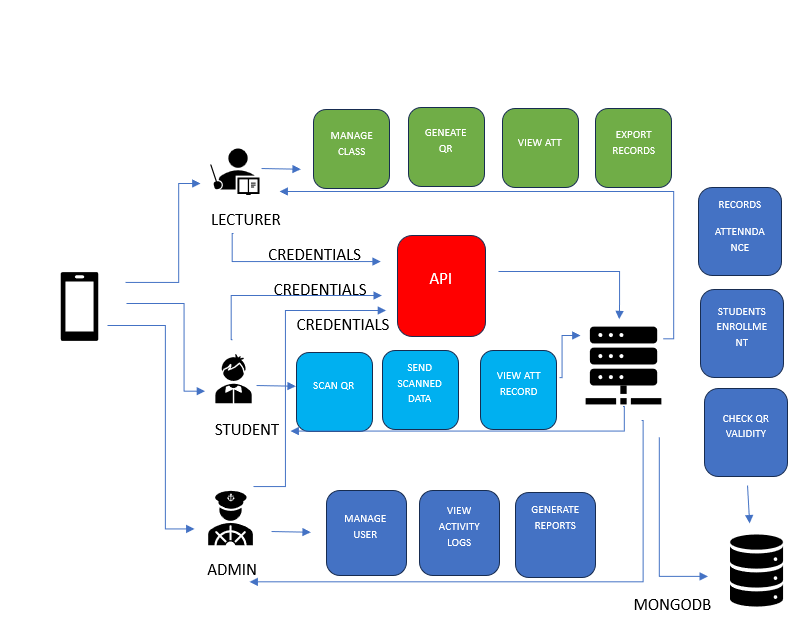 MANAGE
CLASS
GENEATE
QR
VIEW ATT
EXPORT
RECORDS
LECTURER
RECORDS
ATTENNDA
NCE
CREDENTIALS
CREDENTIALS
CREDENTIALS
API
STUDENTS
ENROLLME
NT
SCAN QR
SEND
SCANNED
DATA
VIEW ATT
RECORD
CHECK QR
VALIDITY
STUDENT
MANAGE
USER
VIEW
ACTIVITY
LOGS
GENERATE
REPORTS
ADMIN
MONGODB